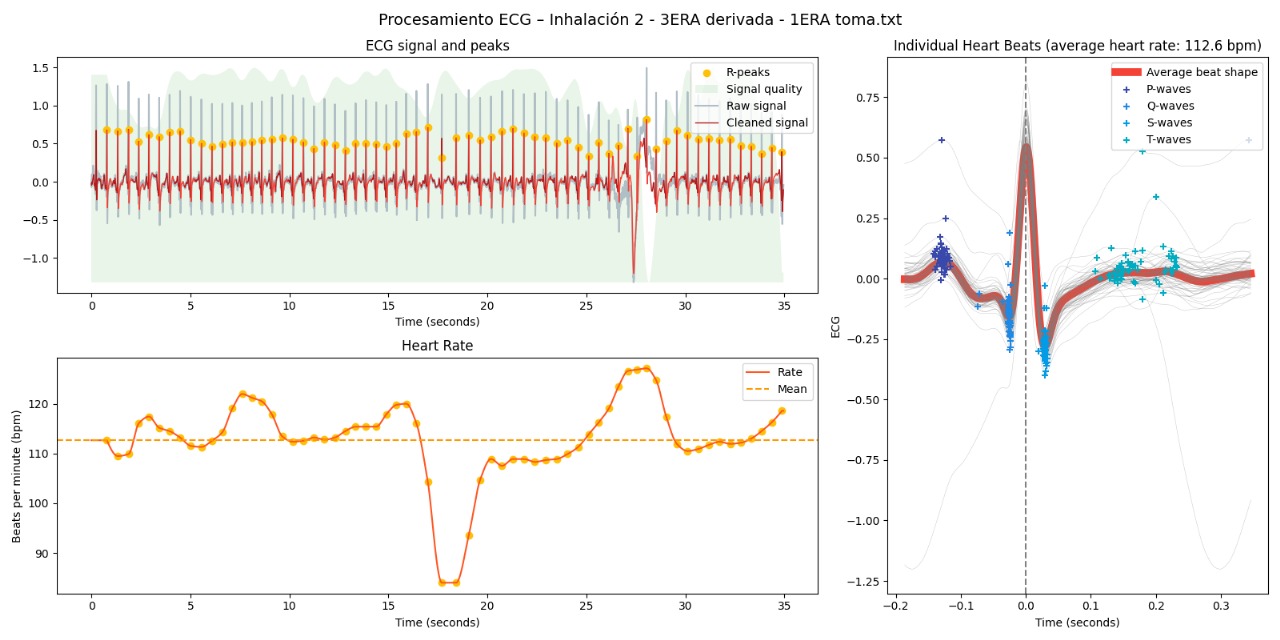 Procesamiento ECG – Inhalación 2 - 3ERA derivada - 1ERA toma.txt
ECG signal and peaks
1.5
1.0
0.5
0.0
−0.5
−1.0
R-peaks
Signal quality
Raw signal
Cleaned signal
0 5 10 15 20 25 30 35
Time (seconds)
Heart Rate
Beats per minute (bpm)
120
110
100
90
Rate
Mean
0 5 10 15 20 25 30 35
Time (seconds)
Individual Heart Beats (average heart rate: 112.6 bpm)
ECG
0.75
0.50
0.25
0.00
−0.25
−0.50
−0.75
−1.00
−1.25
Average beat shape
P-waves
Q-waves
S-waves
T-waves
−0.2 −0.1 0.0 0.1 0.2 0.3
Time (seconds)